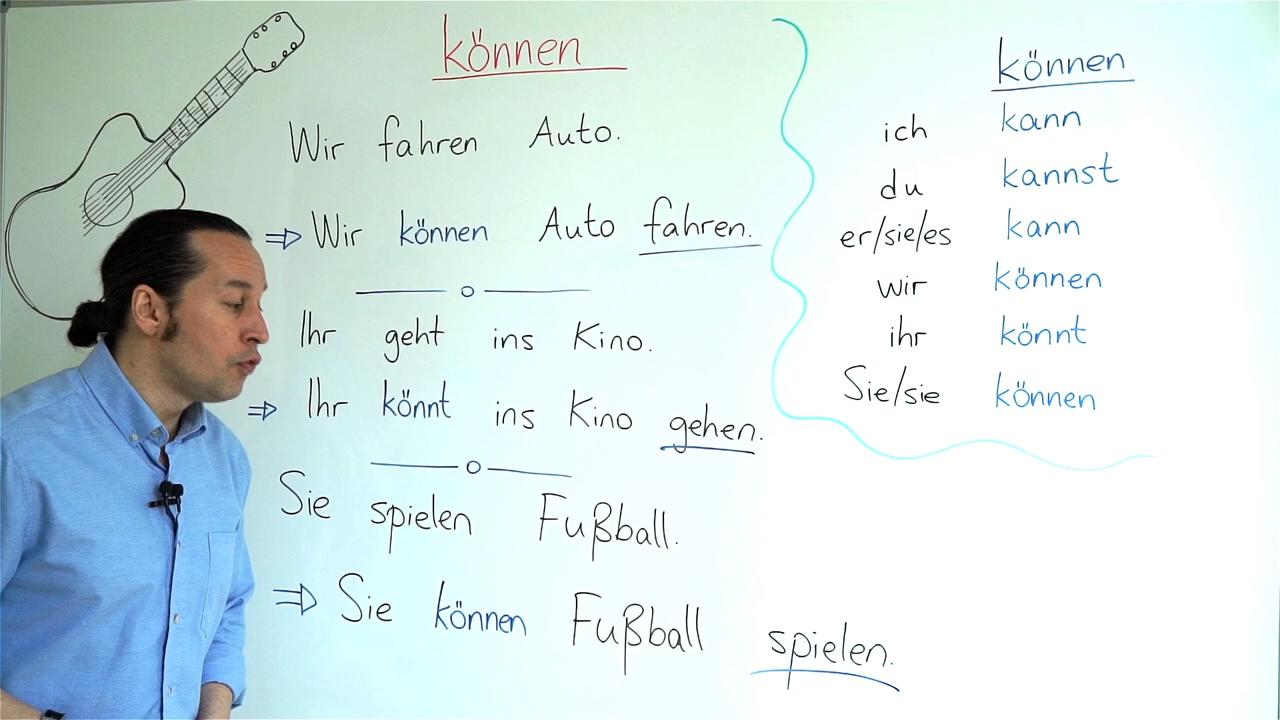 können
Wir fahren Auto.
⇒ Wir können Auto fahren.
Ihr geht ins Kino.
⇒ Ihr könnt ins Kino gehen.
Sie spielen Fußball.
⇒ Sie können Fußball spielen.
können
ich kann
du kannst
er/sie/es kann
wir können
ihr könnt
Sie/sie können